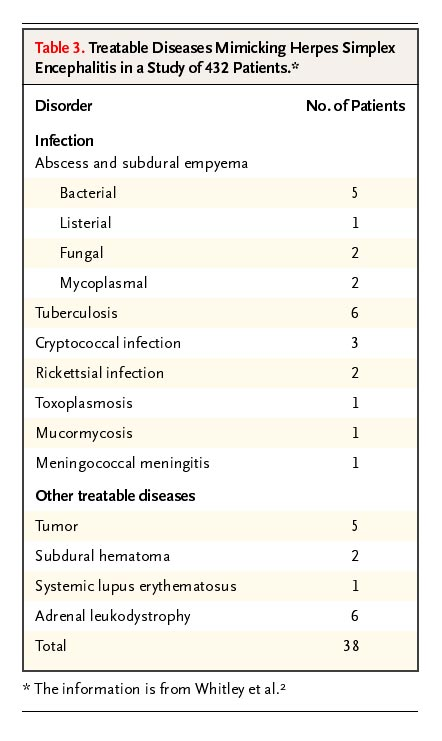 Table 3. Treatable Diseases Mimicking Herpes Simplex
Encephalitis in a Study of 432 Patients.*
Disorder No. of Patients
Infection
Abscess and subdural empyema
Bacterial 5
Listerial 1
Fungal 2
Mycoplasmal 2
Tuberculosis 6
Cryptococcal infection 3
Rickettsial infection 2
Toxoplasmosis 1
Mucormycosis 1
Meningococcal meningitis 1
Other treatable diseases
Tumor 5
Subdural hematoma 2
Systemic lupus erythematosus 1
Adrenal leukodystrophy 6
Total 38
* The information is from Whitley et al.²